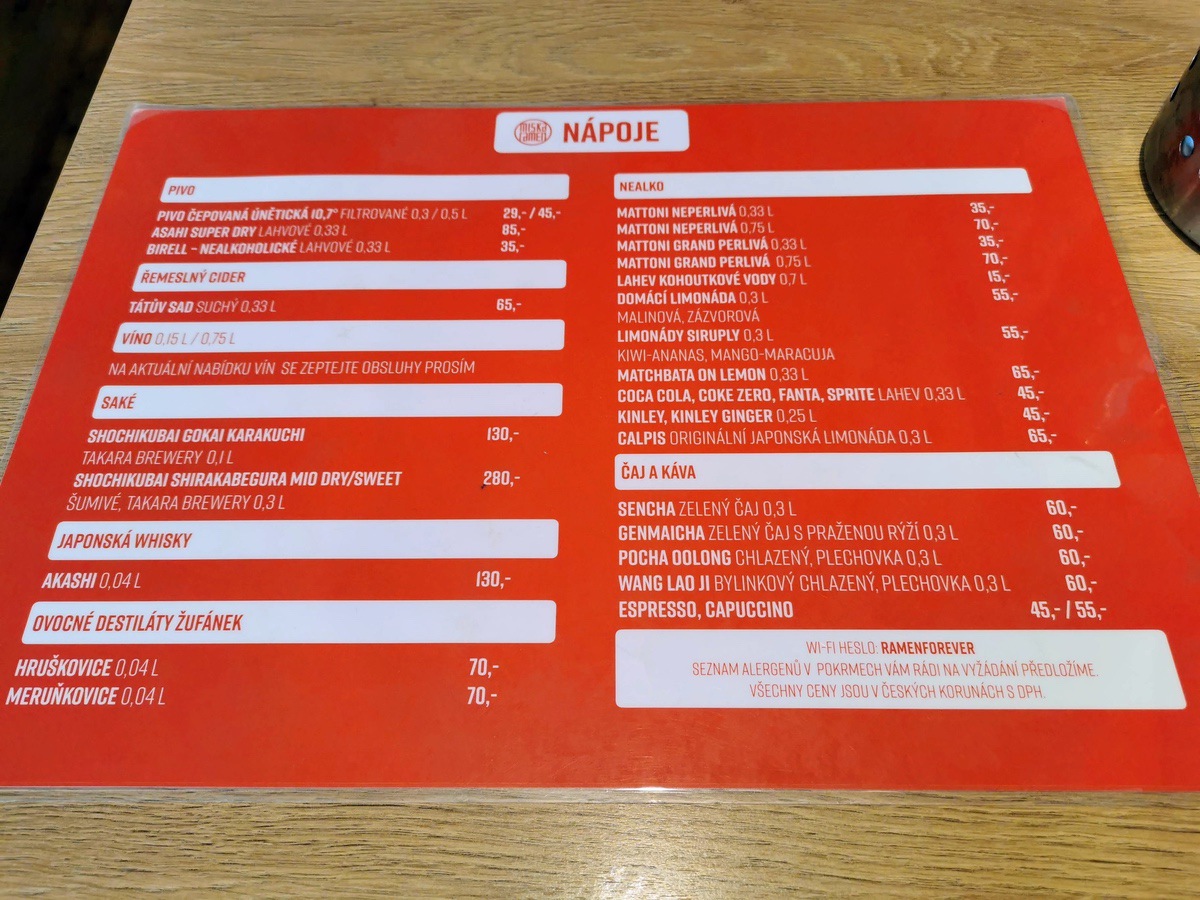 MISKA RAMEN NÁPOJE
PIVO
PIVO ČEPOVANÁ ÚNĚTICKÁ 10,7° FILTROVANÉ 0,3 / 0,5 L 29,- / 45,-
ASAHI SUPER DRY LAHVOVÉ 0.33 L 85,-
BIRELL – NEALKOHOLICKÉ LAHVOVÉ 0.33 L 35,-
ŘEMESLNÝ CIDER
TÁTŮV SAD SUCHÝ 0,33 L 65,-
VÍNO 0,15 L / 0,75 L
NA AKTUÁLNÍ NABÍDKU VÍN SE ZEPTEJTE OBSLUHY PROSÍM
SAKÉ
SHOCHIKUBAI GOKAI KARAKUCHI 130,-
TAKARA BREWERY 0,1 L
SHOCHIKUBAI SHIRAKABEGURA MIO DRY/SWEET 280,-
ŠUMIVÉ, TAKARA BREWERY 0,3 L
JAPONSKÁ WHISKY
AKASHI 0,04 L 130,-
OVOCNÉ DESTILÁTY ŽUFÁNEK
HRUŠKOVICE 0,04 L 70,-
MERUŇKOVICE 0,04 L 70,-
NEALKO
MATTONI NEPERLIVÁ 0,33 L 35,-
MATTONI NEPERLIVÁ 0,75 L 70,-
MATTONI GRAND PERLIVÁ 0,33 L 35,-
MATTONI GRAND PERLIVÁ 0,75 L 70,-
LAHEV KOHOUTKOVÉ VODY 0,7 L 15,-
DOMÁCÍ LIMONÁDA 0,3 L 55,-
MALINOVÁ, ZÁZVOROVÁ
LIMONÁDY SIRUPLY 0,3 L 55,-
KIWI-ANANAS, MANGO-MARACUJA
MATCHBATA ON LEMON 0,33 L 65,-
COCA COLA, COKE ZERO, FANTA, SPRITE LAHEV 0,33 L 45,-
KINLEY, KINLEY GINGER 0,25 L 45,-
CALPIS ORIGINÁLNÍ JAPONSKÁ LIMONÁDA 0,3 L 65,-
ČAJ A KÁVA
SENCHA ZELENÝ ČAJ 0,3 L 60,-
GENMAICHA ZELENÝ ČAJ S PRAŽENOU RÝŽÍ 0,3 L 60,-
POCHA OOLONG CHLAZENÝ, PLECHOVKA 0,3 L 60,-
WANG LAO JI BYLINKOVÝ CHLAZENÝ, PLECHOVKA 0,3 L 60,-
ESPRESSO, CAPUCCINO 45,- / 55,-
WI-FI HESLO: RAMENFOREVER
SEZNAM ALERGENŮ V POKRMECH VÁM RÁDI NA VYŽÁDÁNÍ PŘEDLOŽÍME.
VŠECHNY CENY JSOU V ČESKÝCH KORUNÁCH S DPH.